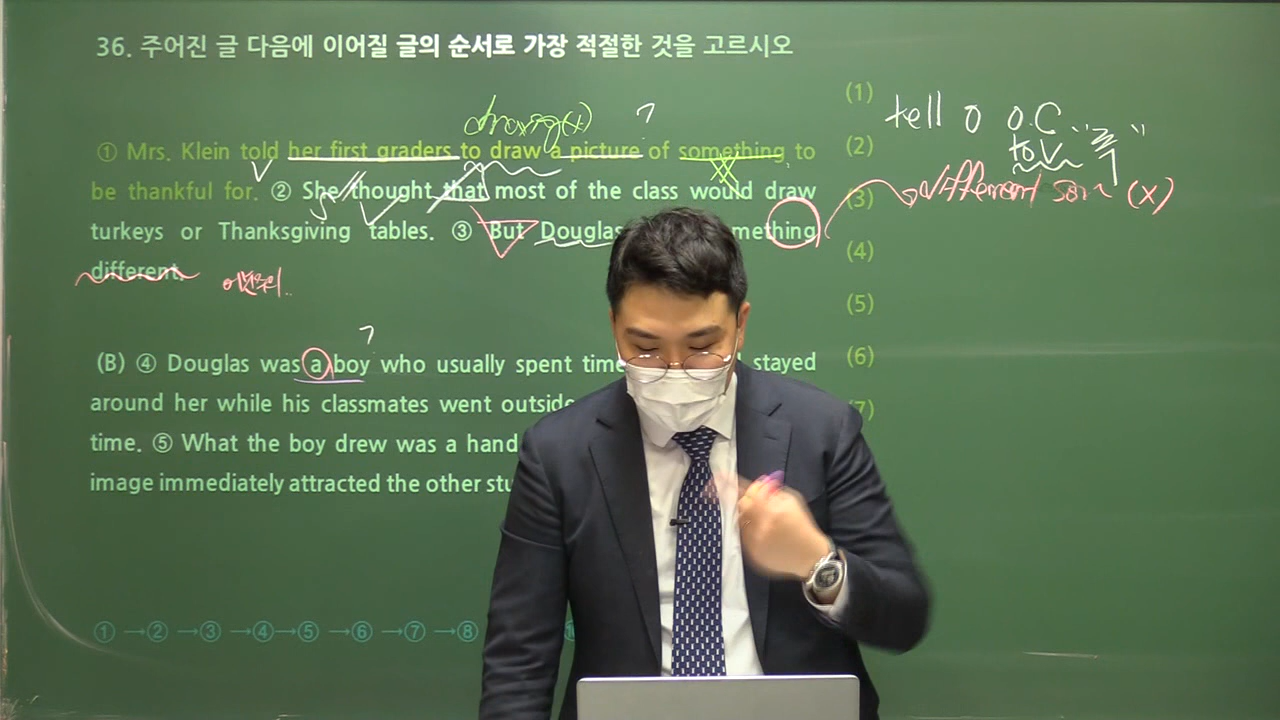 36. 주어진 글 다음에 이어질 글의 순서로 가장 적절한 것을 고르시오
(1)
tell O O.C
drawing(x) ?
to V
① Mrs. Klein told her first graders to draw a picture of something to
(2)
be thankful for. ② She thought that most of the class would draw
(3)
different som (x)
turkeys or Thanksgiving tables. ③ But Douglas mething
(4)
different.
(5)
?
(B) ④ Douglas was a boy who usually spent time stayed
(6)
around her while his classmates went outside
(7)
time. ⑤ What the boy drew was a hand
image immediately attracted the other stu
① → ② → ③ → ④ → ⑤ → ⑥ → ⑦ → ⑧